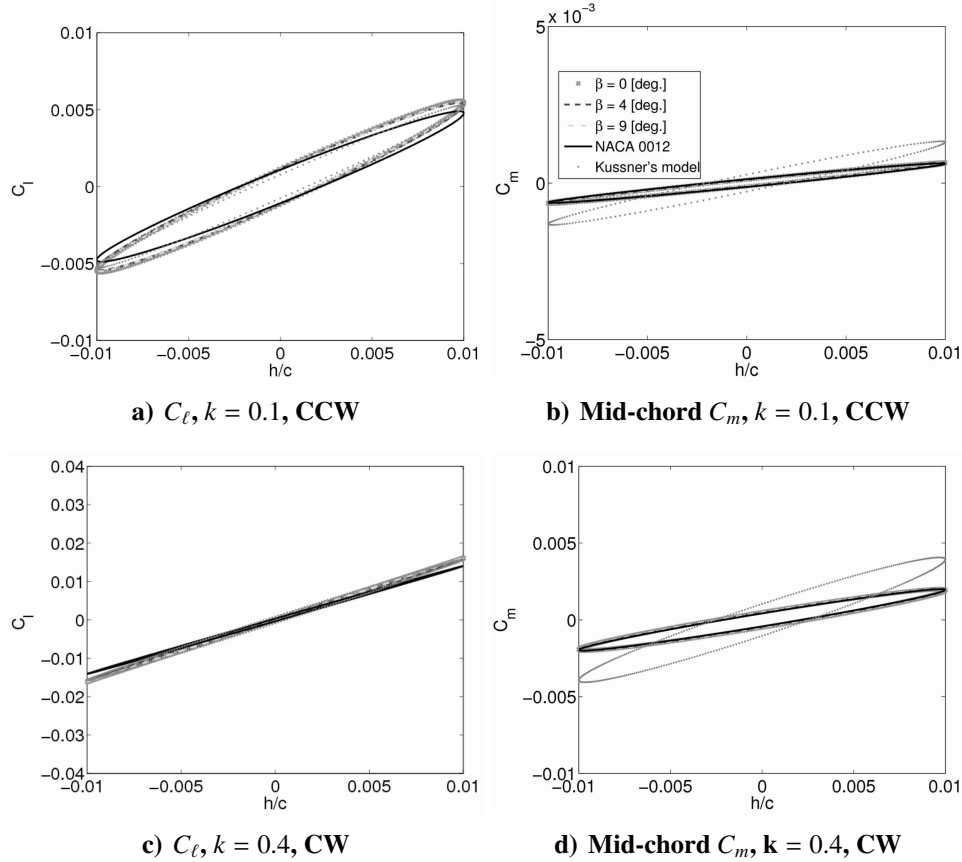 0.01
0.005
0
−0.005
−0.01
C_l
−0.01 −0.005 0 0.005 0.01
h/c
a) C_ℓ, k = 0.1, CCW
5 x 10⁻³
0
−5
C_m
β = 0 [deg.]
β = 4 [deg.]
β = 9 [deg.]
NACA 0012
Kussner's model
−0.01 −0.005 0 0.005 0.01
h/c
b) Mid-chord C_m, k = 0.1, CCW
0.04
0.03
0.02
0.01
0
−0.01
−0.02
−0.03
−0.04
C_l
−0.01 −0.005 0 0.005 0.01
h/c
c) C_ℓ, k = 0.4, CW
0.01
0.005
0
−0.005
−0.01
C_m
−0.01 −0.005 0 0.005 0.01
h/c
d) Mid-chord C_m, k = 0.4, CW